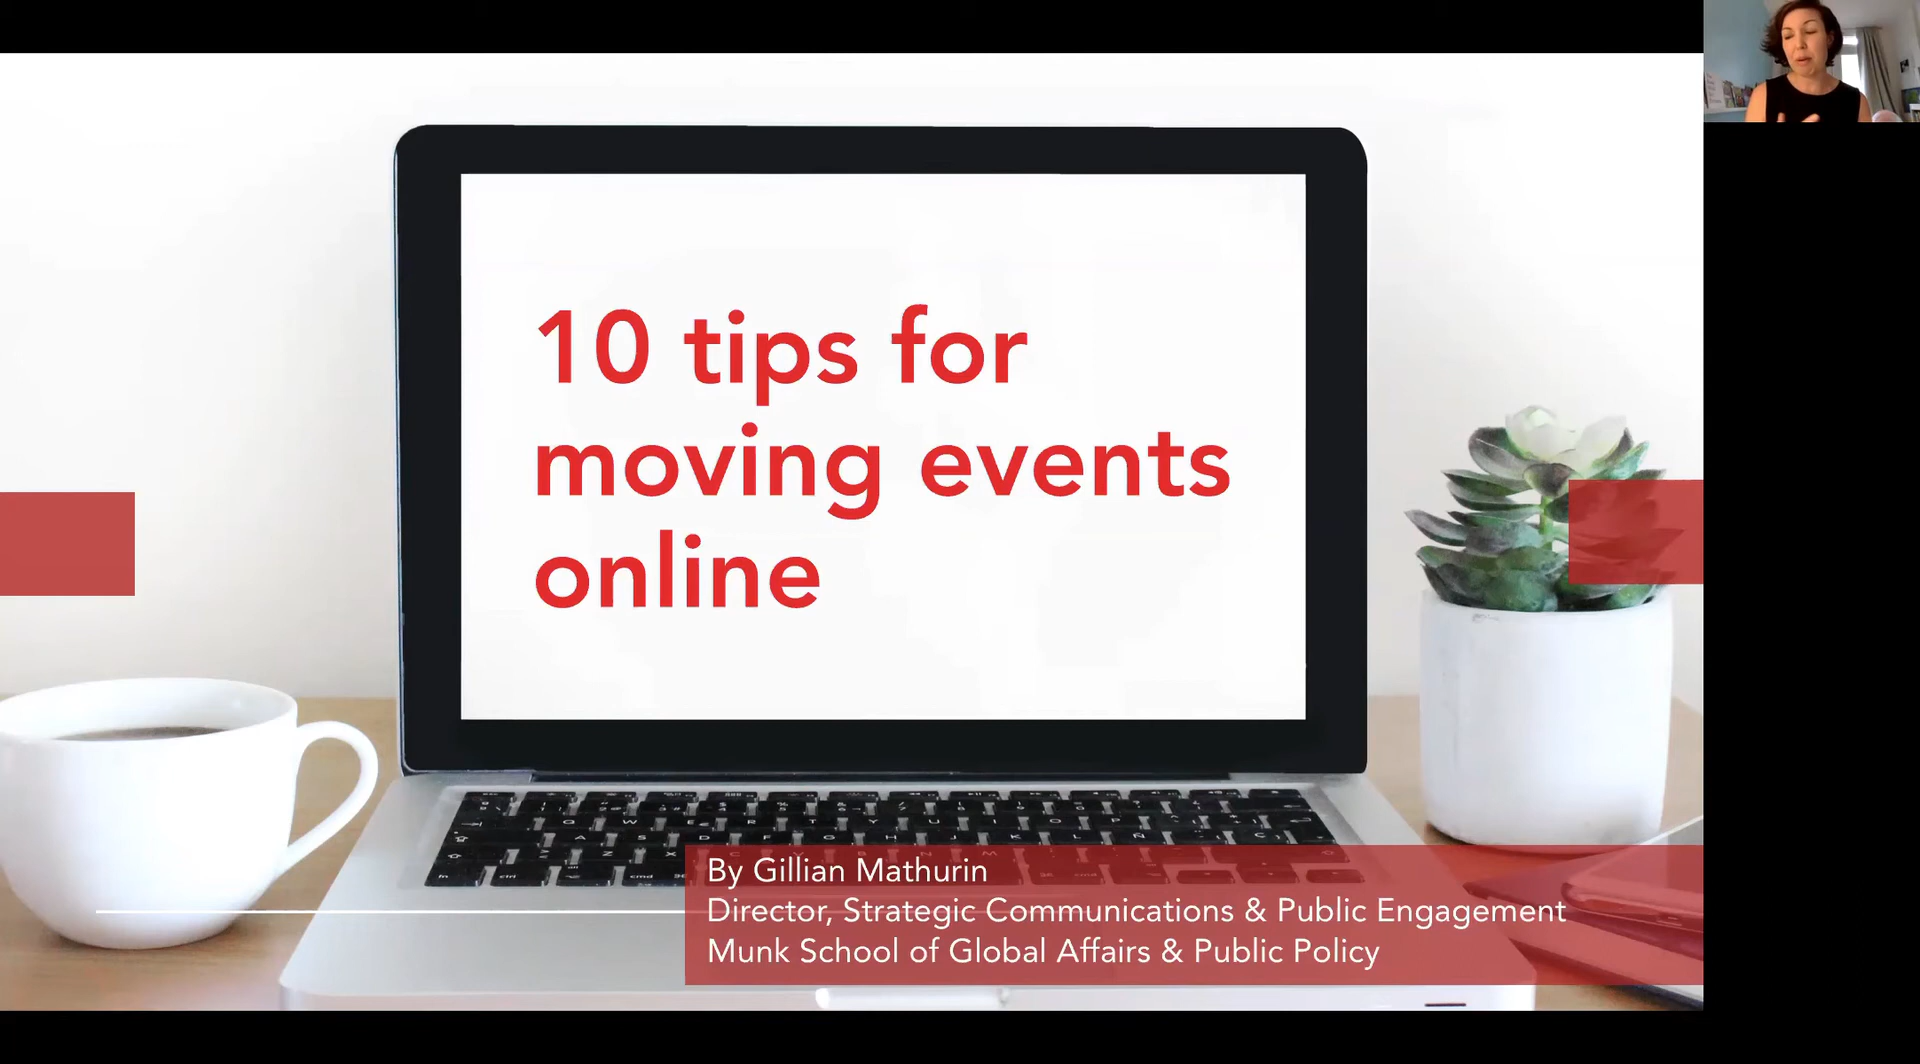 10 tips for
moving events
online
By Gillian Mathurin
Director, Strategic Communications & Public Engagement
Munk School of Global Affairs & Public Policy